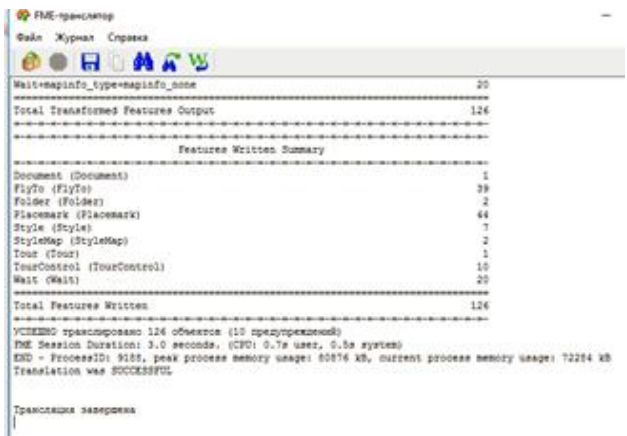 FME-транслятор
Файл Журнал Справка
Wait+mapinfo_type+mapinfo_none 20
Total Transformed Features Output 126
Features Written Summary
Document (Document) 1
FlyTo (FlyTo) 39
Folder (Folder) 2
Placemark (Placemark) 44
Style (Style) 7
StyleMap (StyleMap) 2
Tour (Tour) 1
TourControl (TourControl) 10
Wait (Wait) 20
Total Features Written 126
УСПЕШНО транслировано 126 объектов (10 предупреждений)
FME Session Duration: 3.0 seconds. (CPU: 0.7s user, 0.5s system)
END - ProcessID: 9188, peak process memory usage: 80876 kB, current process memory usage: 72284 kB
Translation was SUCCESSFUL
Трансляция завершена